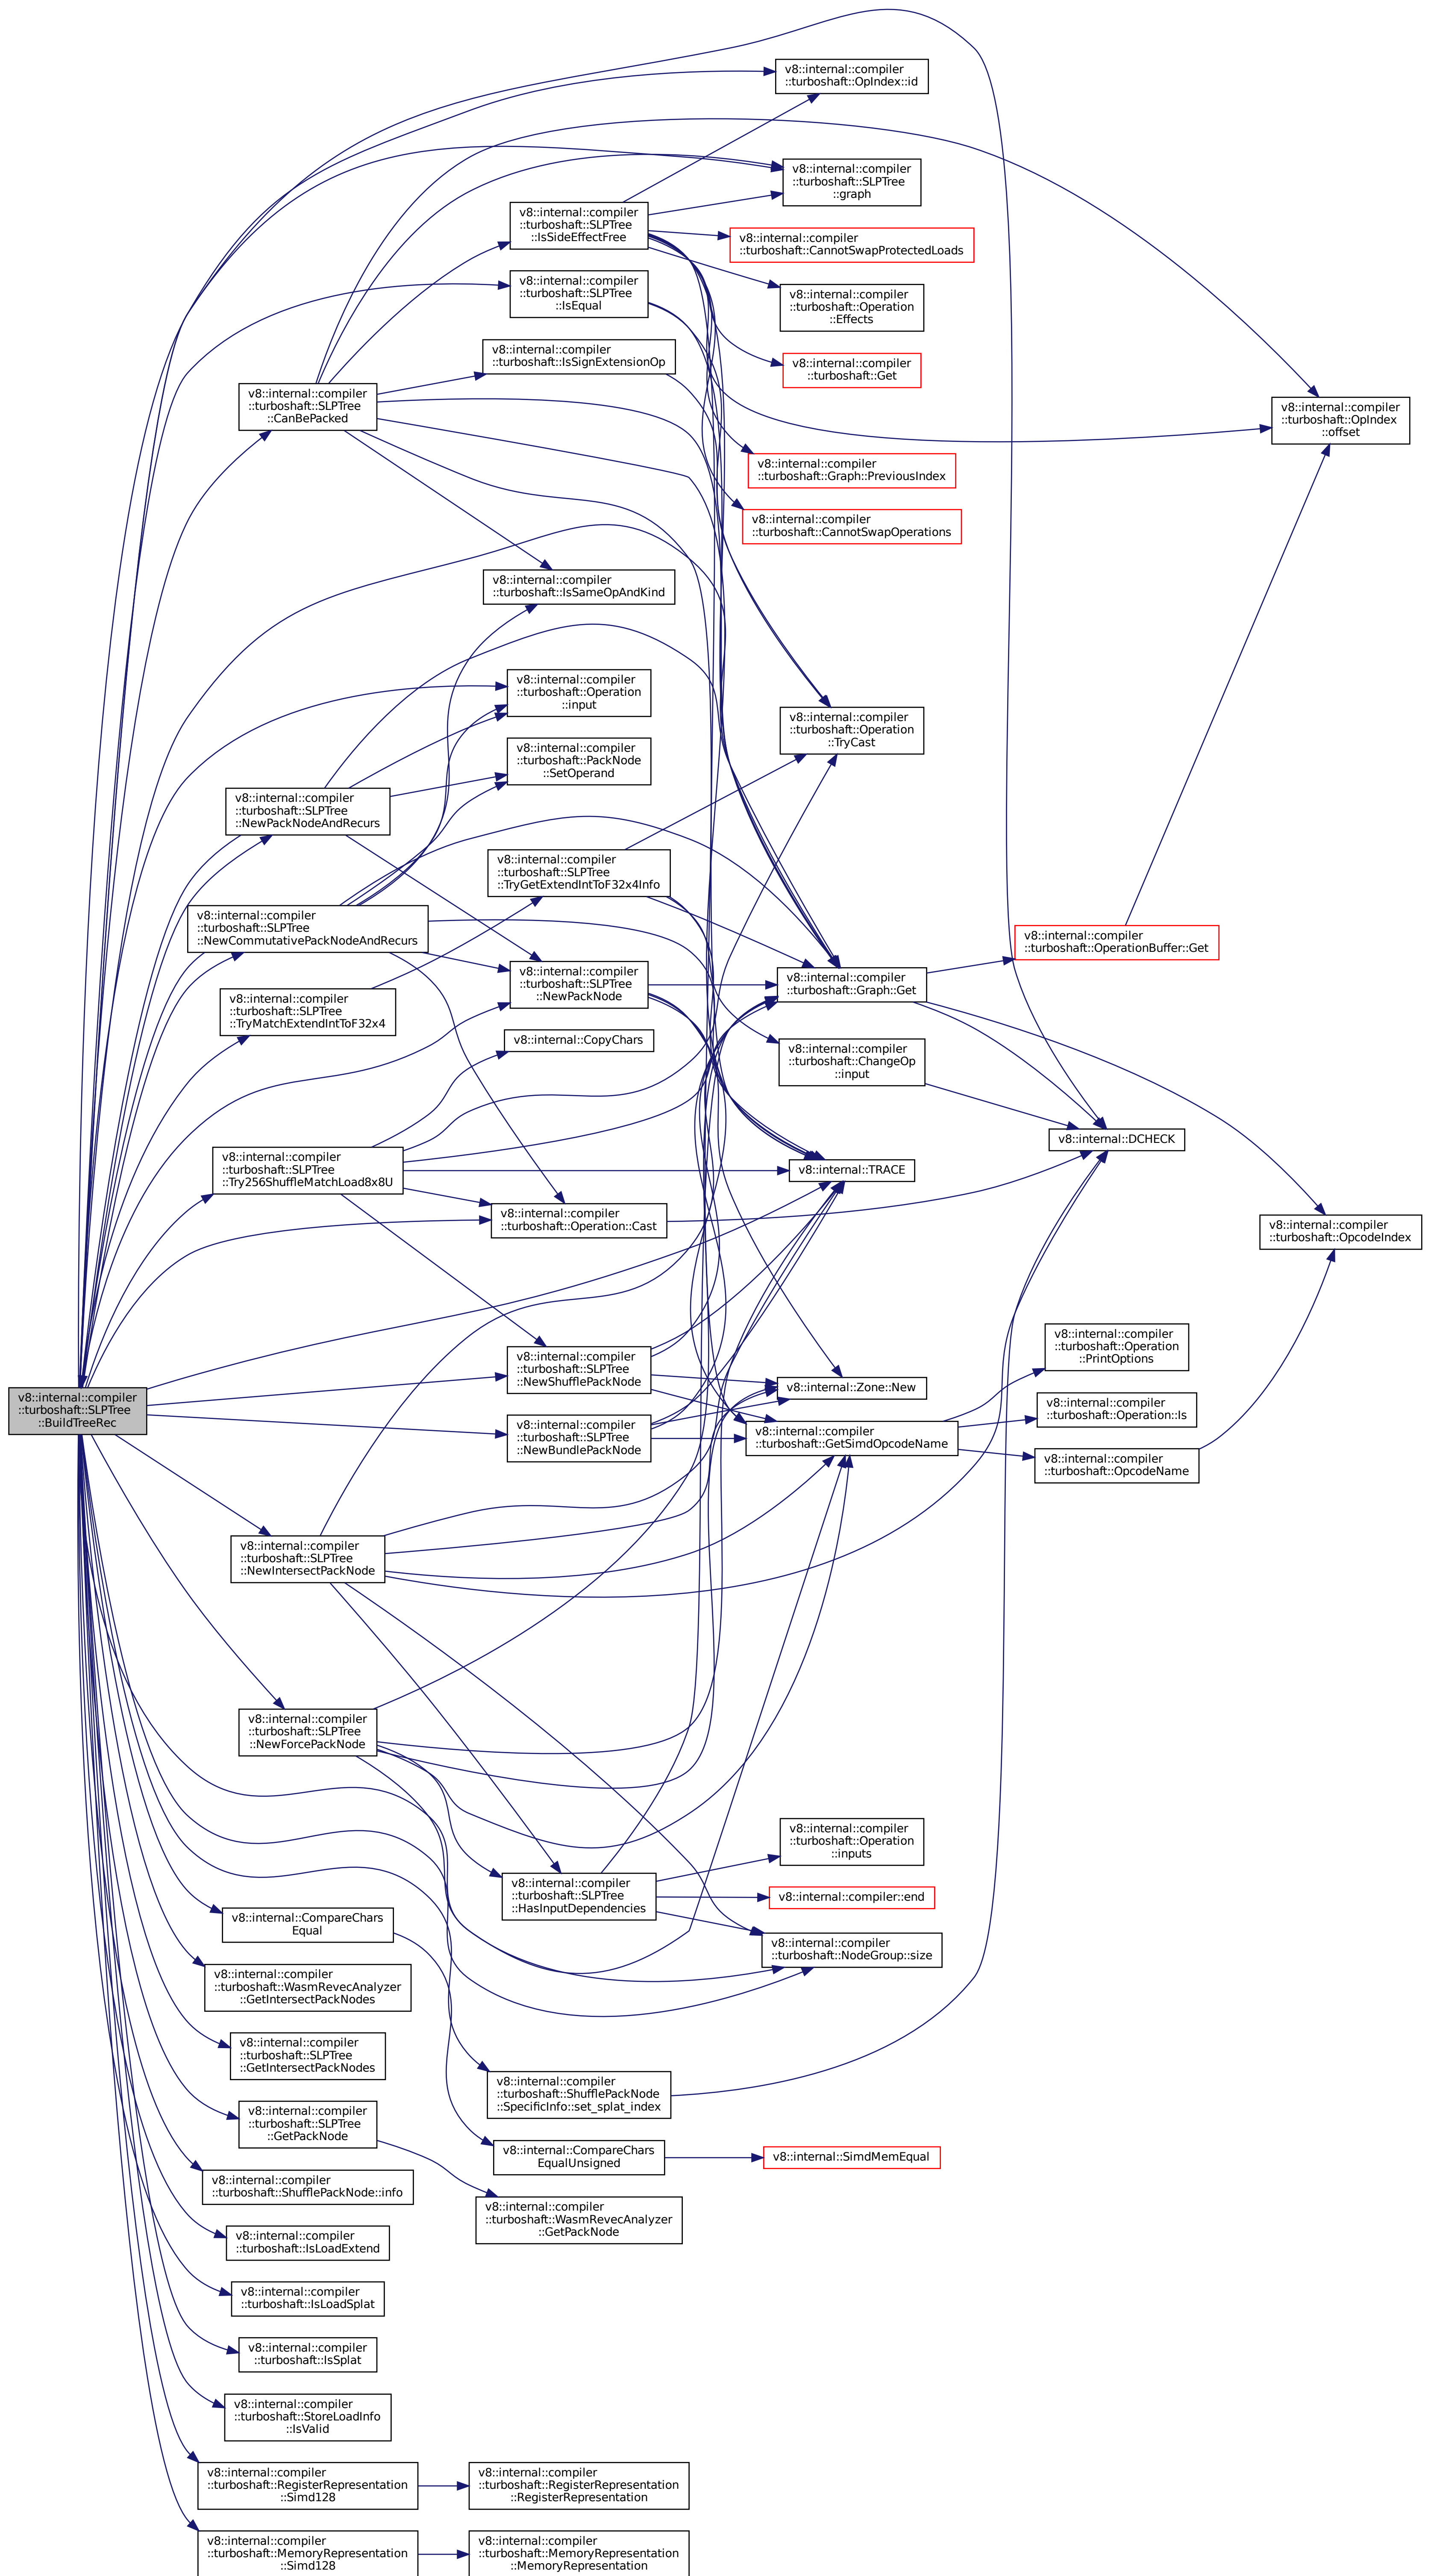 v8::internal::compiler
::turboshaft::OpIndex::id
v8::internal::compiler
::turboshaft::SLPTree
::graph
v8::internal::compiler
::turboshaft::SLPTree
::IsSideEffectFree
v8::internal::compiler
::turboshaft::CannotSwapProtectedLoads
v8::internal::compiler
::turboshaft::SLPTree
::IsEqual
v8::internal::compiler
::turboshaft::Operation
::Effects
v8::internal::compiler
::turboshaft::IsSignExtensionOp
v8::internal::compiler
::turboshaft::Get
v8::internal::compiler
::turboshaft::SLPTree
::CanBePacked
v8::internal::compiler
::turboshaft::OpIndex
::offset
v8::internal::compiler
::turboshaft::Graph::PreviousIndex
v8::internal::compiler
::turboshaft::CannotSwapOperations
v8::internal::compiler
::turboshaft::IsSameOpAndKind
v8::internal::compiler
::turboshaft::Operation
::input
v8::internal::compiler
::turboshaft::Operation
::TryCast
v8::internal::compiler
::turboshaft::PackNode
::SetOperand
v8::internal::compiler
::turboshaft::SLPTree
::NewPackNodeAndRecurs
v8::internal::compiler
::turboshaft::SLPTree
::TryGetExtendIntToF32x4Info
v8::internal::compiler
::turboshaft::SLPTree
::NewCommutativePackNodeAndRecurs
v8::internal::compiler
::turboshaft::OperationBuffer::Get
v8::internal::compiler
::turboshaft::SLPTree
::NewPackNode
v8::internal::compiler
::turboshaft::Graph::Get
v8::internal::compiler
::turboshaft::SLPTree
::TryMatchExtendIntToF32x4
v8::internal::CopyChars
v8::internal::compiler
::turboshaft::ChangeOp
::input
v8::internal::DCHECK
v8::internal::compiler
::turboshaft::SLPTree
::Try256ShuffleMatchLoad8x8U
v8::internal::TRACE
v8::internal::compiler
::turboshaft::Operation::Cast
v8::internal::compiler
::turboshaft::OpcodeIndex
v8::internal::compiler
::turboshaft::Operation
::PrintOptions
v8::internal::compiler
::turboshaft::SLPTree
::NewShufflePackNode
v8::internal::Zone::New
v8::internal::compiler
::turboshaft::SLPTree
::BuildTreeRec
v8::internal::compiler
::turboshaft::Operation::Is
v8::internal::compiler
::turboshaft::SLPTree
::NewBundlePackNode
v8::internal::compiler
::turboshaft::GetSimdOpcodeName
v8::internal::compiler
::turboshaft::OpcodeName
v8::internal::compiler
::turboshaft::SLPTree
::NewIntersectPackNode
v8::internal::compiler
::turboshaft::SLPTree
::NewForcePackNode
v8::internal::compiler
::turboshaft::Operation
::inputs
v8::internal::compiler
::turboshaft::SLPTree
::HasInputDependencies
v8::internal::compiler::end
v8::internal::CompareChars
Equal
v8::internal::compiler
::turboshaft::NodeGroup::size
v8::internal::compiler
::turboshaft::WasmRevecAnalyzer
::GetIntersectPackNodes
v8::internal::compiler
::turboshaft::SLPTree
::GetIntersectPackNodes
v8::internal::compiler
::turboshaft::ShufflePackNode
::SpecificInfo::set_splat_index
v8::internal::compiler
::turboshaft::SLPTree
::GetPackNode
v8::internal::CompareChars
EqualUnsigned
v8::internal::SimdMemEqual
v8::internal::compiler
::turboshaft::ShufflePackNode::info
v8::internal::compiler
::turboshaft::WasmRevecAnalyzer
::GetPackNode
v8::internal::compiler
::turboshaft::IsLoadExtend
v8::internal::compiler
::turboshaft::IsLoadSplat
v8::internal::compiler
::turboshaft::IsSplat
v8::internal::compiler
::turboshaft::StoreLoadInfo
::IsValid
v8::internal::compiler
::turboshaft::RegisterRepresentation
::Simd128
v8::internal::compiler
::turboshaft::RegisterRepresentation
::RegisterRepresentation
v8::internal::compiler
::turboshaft::MemoryRepresentation
::Simd128
v8::internal::compiler
::turboshaft::MemoryRepresentation
::MemoryRepresentation